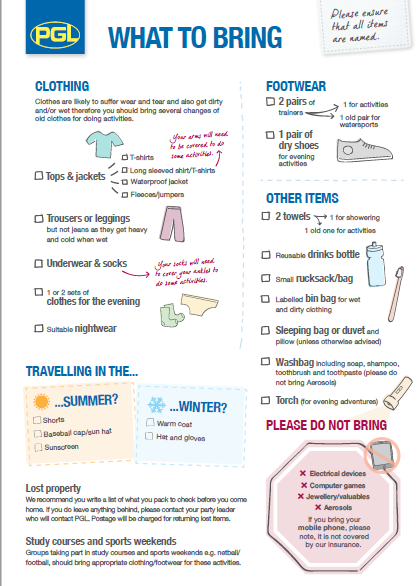 PGL
WHAT TO BRING
Please ensure
that all items
are named.
CLOTHING
Clothes are likely to suffer wear and tear and also get dirty
and/or wet therefore you should bring several changes of
old clothes for doing activities.
Your arms will need
to be covered to do
some activities.
Tops & jackets
T-shirts
Long sleeved shirt/T-shirts
Waterproof jacket
Fleeces/jumpers
Trousers or leggings
but not jeans as they get heavy
and cold when wet
Underwear & socks
Your socks will need
to cover your ankles to
do some activities.
1 or 2 sets of
clothes for the evening
Suitable nightwear
TRAVELLING IN THE...
...SUMMER?
Shorts
Baseball cap/sun hat
Sunscreen
...WINTER?
Warm coat
Hat and gloves
Lost property
We recommend you write a list of what you pack to check before you come
home. If you do leave anything behind, please contact your party leader
who will contact PGL. Postage will be charged for returning lost items.
Study courses and sports weekends
Groups taking part in study courses and sports weekends e.g. netball/
football, should bring appropriate clothing/footwear for these activities.
FOOTWEAR
2 pairs of
trainers
1 for activities
1 old pair for
watersports
1 pair of
dry shoes
for evening
activities
OTHER ITEMS
2 towels
1 for showering
1 old one for activities
Reusable drinks bottle
Small rucksack/bag
Labelled bin bag for wet
and dirty clothing
Sleeping bag or duvet and
pillow (unless otherwise advised)
Washbag including soap, shampoo,
toothbrush and toothpaste (please do
not bring Aerosols)
Torch (for evening adventures)
PLEASE DO NOT BRING
Electrical devices
Computer games
Jewellery/valuables
Aerosols
If you bring your
mobile phone, please
note, it is not covered
by our insurance.